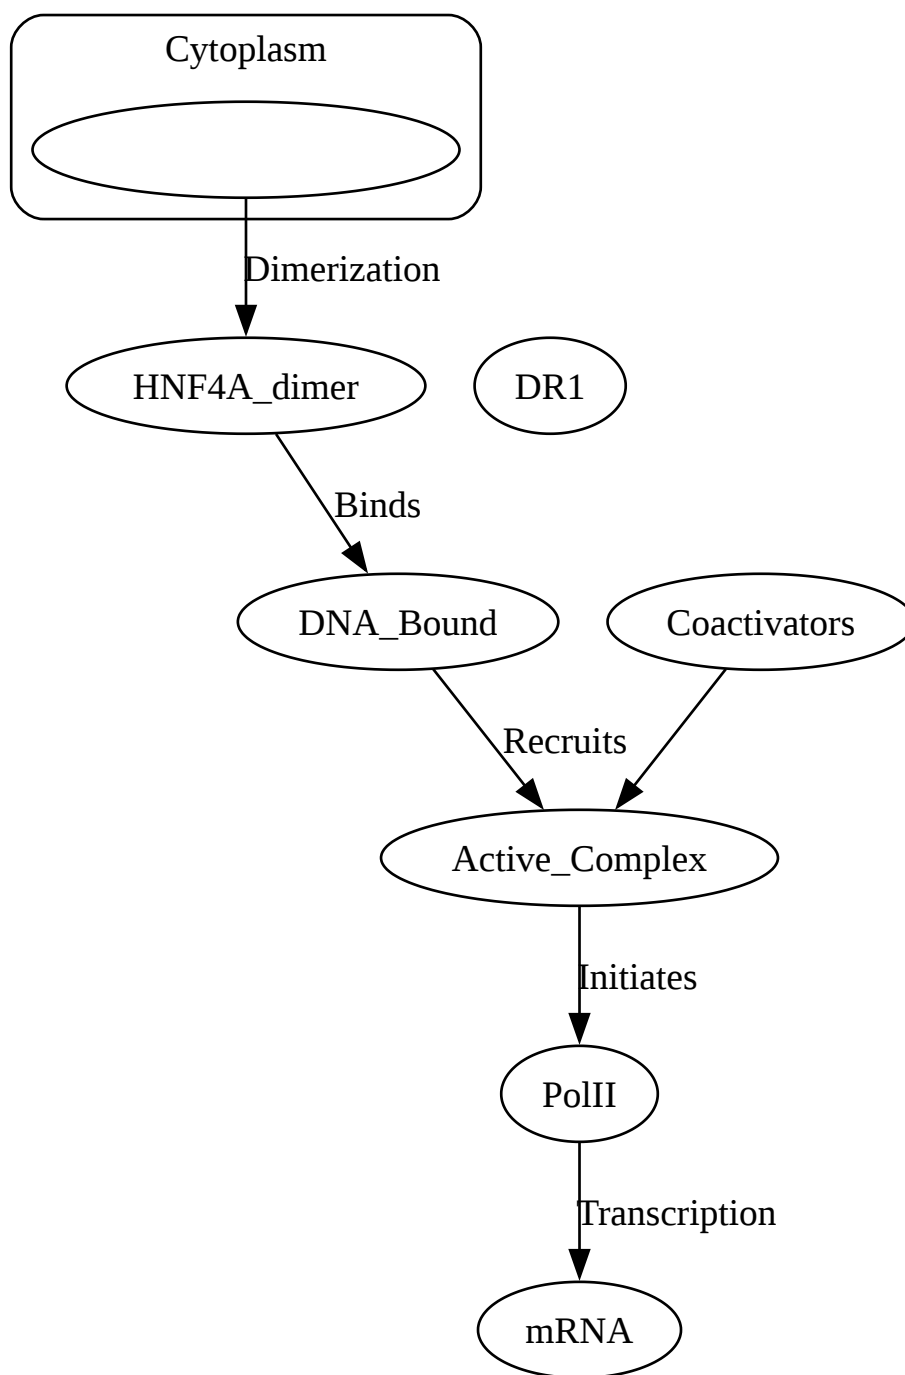 Cytoplasm
Dimerization
HNF4A_dimer
DR1
Binds
DNA_Bound
Coactivators
Recruits
Active_Complex
Initiates
PolII
Transcription
mRNA